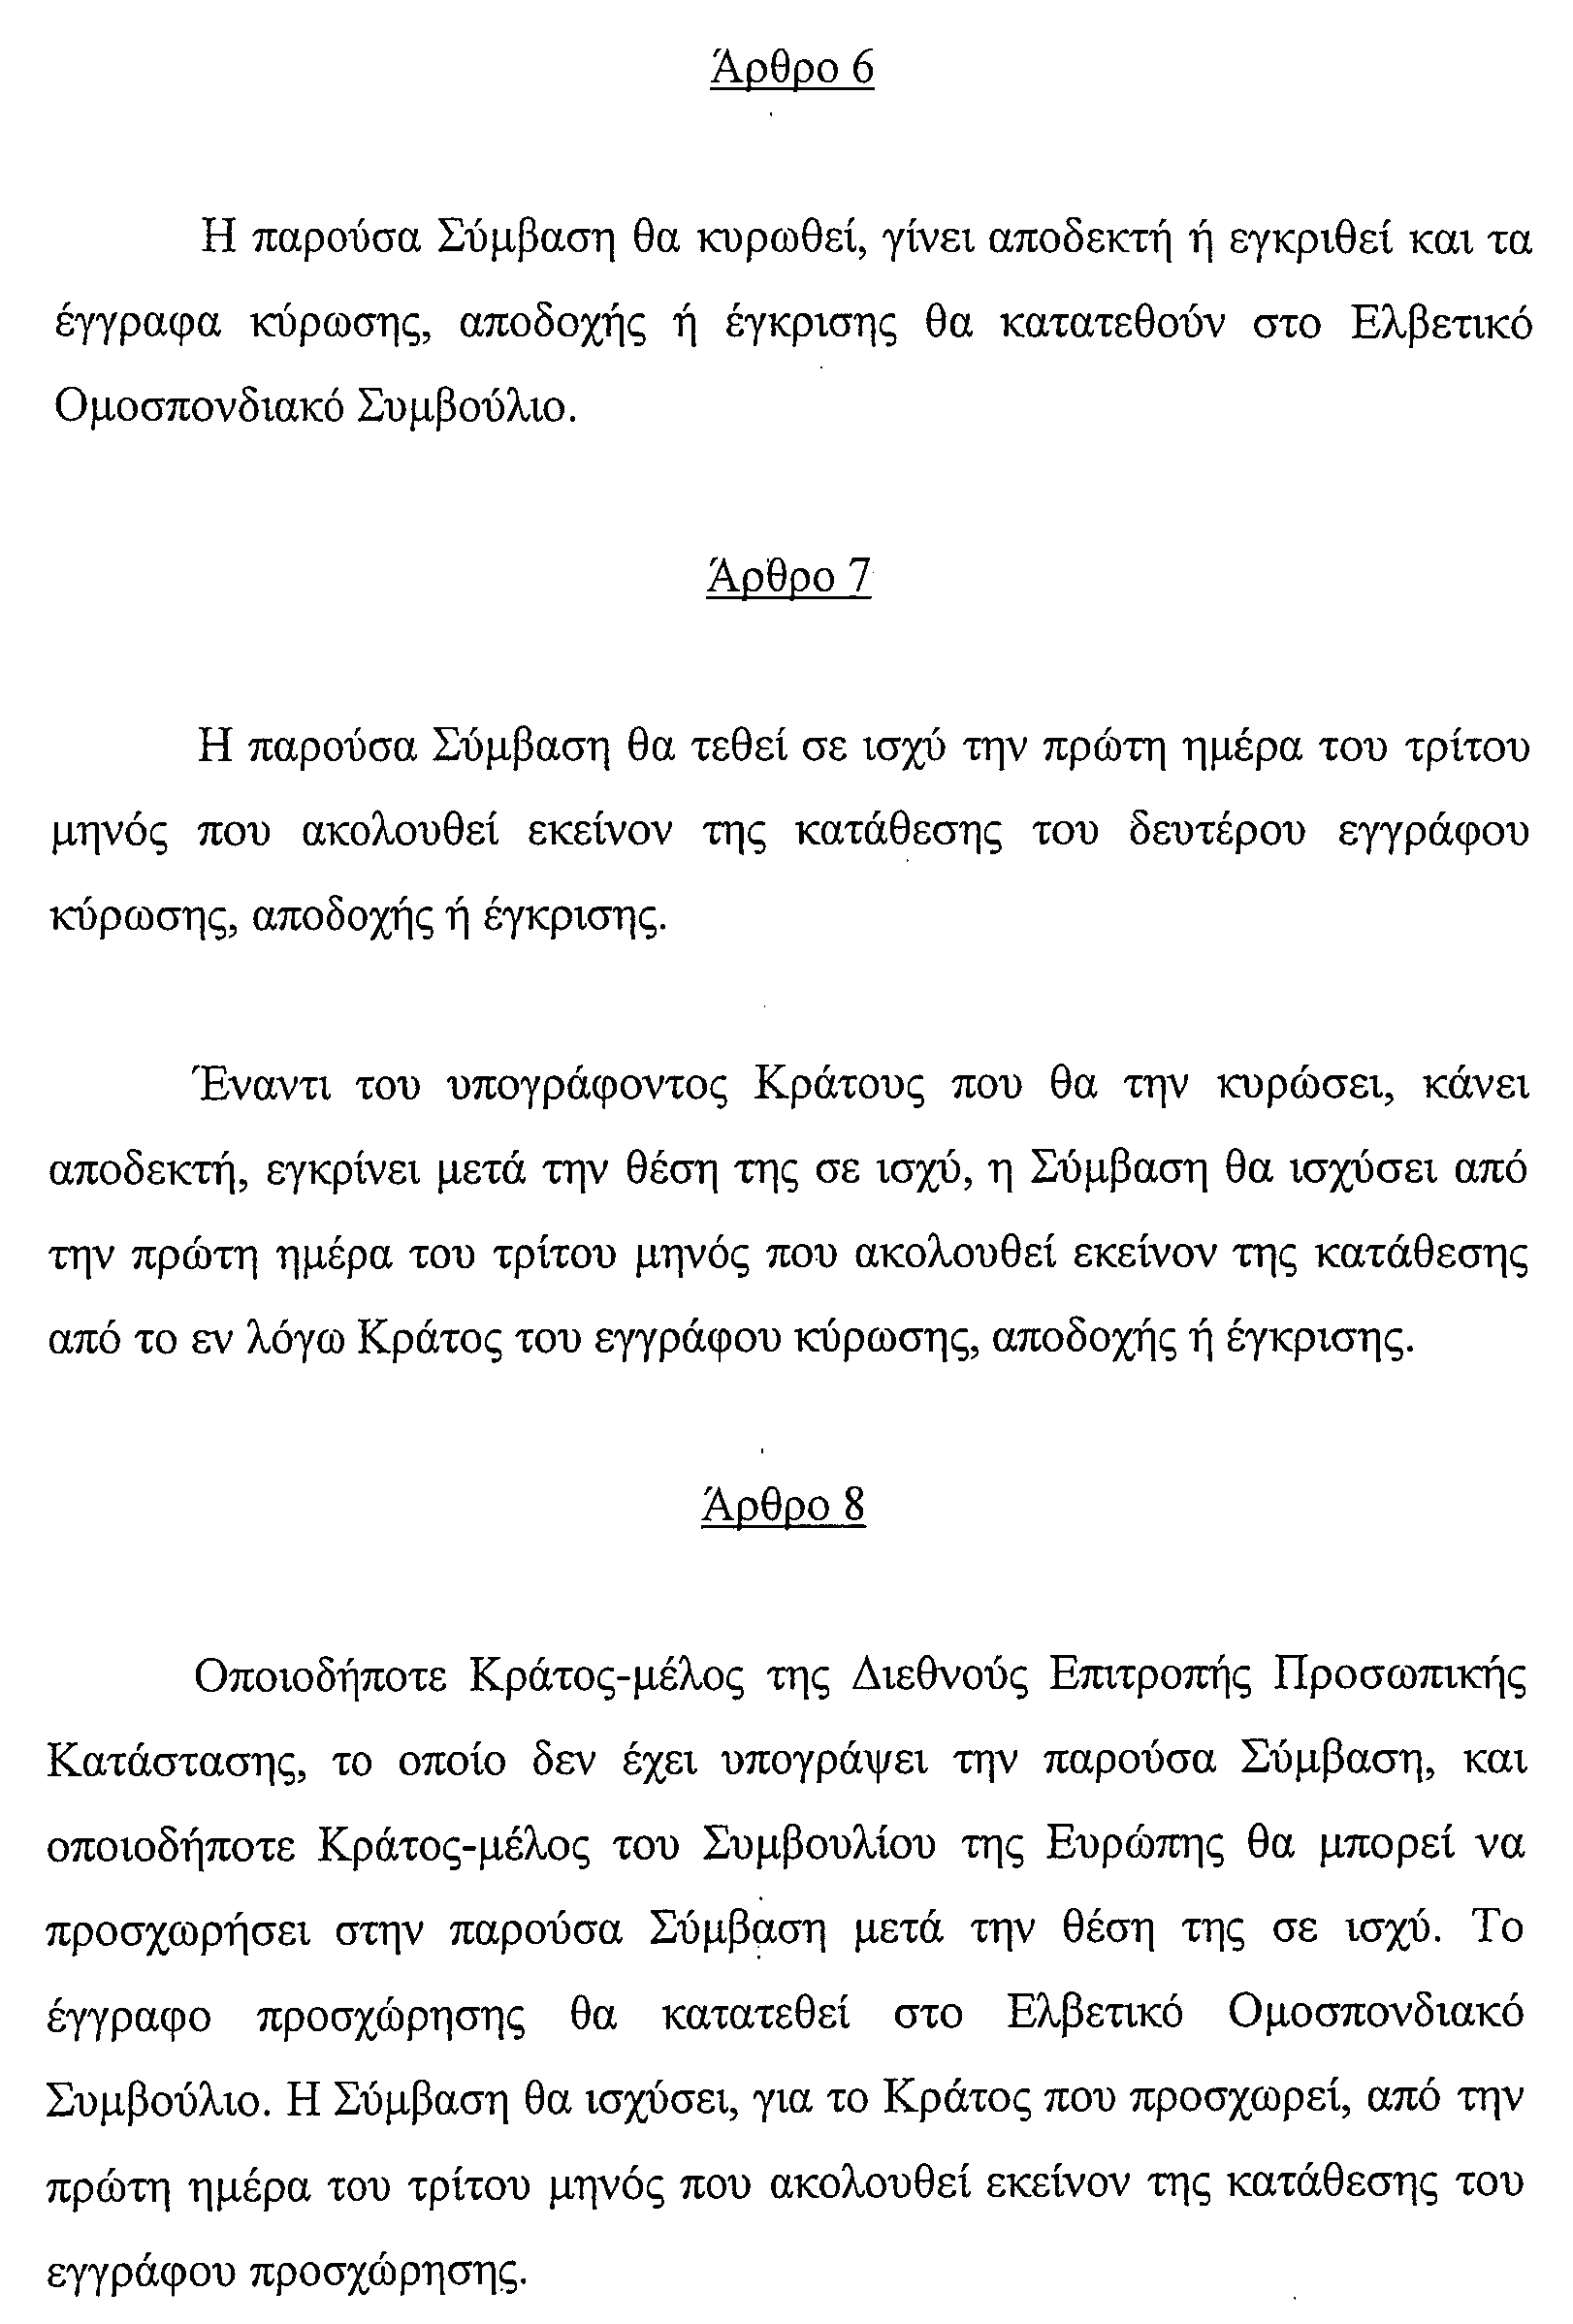 Άρθρο 6
Η παρούσα Σύμβαση θα κυρωθεί, γίνει αποδεκτή ή εγκριθεί και τα
έγγραφα κύρωσης, αποδοχής ή έγκρισης θα κατατεθούν στο Ελβετικό
Ομοσπονδιακό Συμβούλιο.
Άρθρο 7
Η παρούσα Σύμβαση θα τεθεί σε ισχύ την πρώτη ημέρα του τρίτου
μηνός που ακολουθεί εκείνον της κατάθεσης του δευτέρου εγγράφου
κύρωσης, αποδοχής ή έγκρισης.
Έναντι του υπογράφοντος Κράτους που θα την κυρώσει, κάνει
αποδεκτή, εγκρίνει μετά την θέση της σε ισχύ, η Σύμβαση θα ισχύσει από
την πρώτη ημέρα του τρίτου μηνός που ακολουθεί εκείνον της κατάθεσης
από το εν λόγω Κράτος του εγγράφου κύρωσης, αποδοχής ή έγκρισης.
Άρθρο 8
Οποιοδήποτε Κράτος-μέλος της Διεθνούς Επιτροπής Προσωπικής
Κατάστασης, το οποίο δεν έχει υπογράψει την παρούσα Σύμβαση, και
οποιοδήποτε Κράτος-μέλος του Συμβουλίου της Ευρώπης θα μπορεί να
προσχωρήσει στην παρούσα Σύμβαση μετά την θέση της σε ισχύ. Το
έγγραφο προσχώρησης θα κατατεθεί στο Ελβετικό Ομοσπονδιακό
Συμβούλιο. Η Σύμβαση θα ισχύσει, για το Κράτος που προσχωρεί, από την
πρώτη ημέρα του τρίτου μηνός που ακολουθεί εκείνον της κατάθεσης του
εγγράφου προσχώρησης.